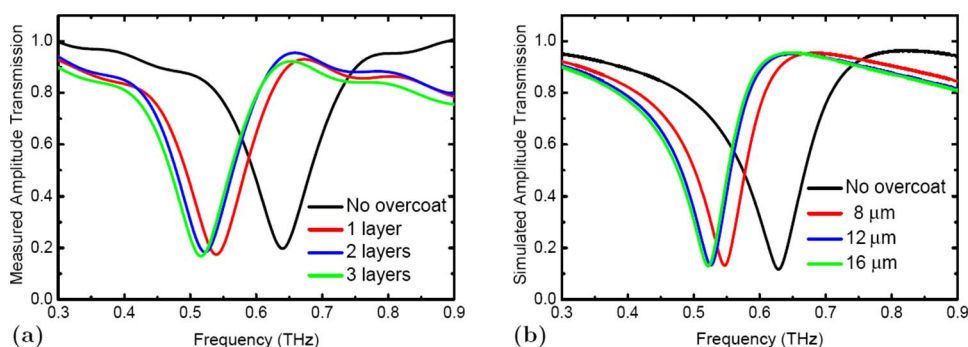 Measured Amplitude Transmission
1.0
0.8
0.6
0.4
0.2
0.0
No overcoat
1 layer
2 layers
3 layers
0.3 0.4 0.5 0.6 0.7 0.8 0.9
(a) Frequency (THz)
Simulated Amplitude Transmission
1.0
0.8
0.6
0.4
0.2
0.0
No overcoat
8 μm
12 μm
16 μm
0.3 0.4 0.5 0.6 0.7 0.8 0.9
(b) Frequency (THz)